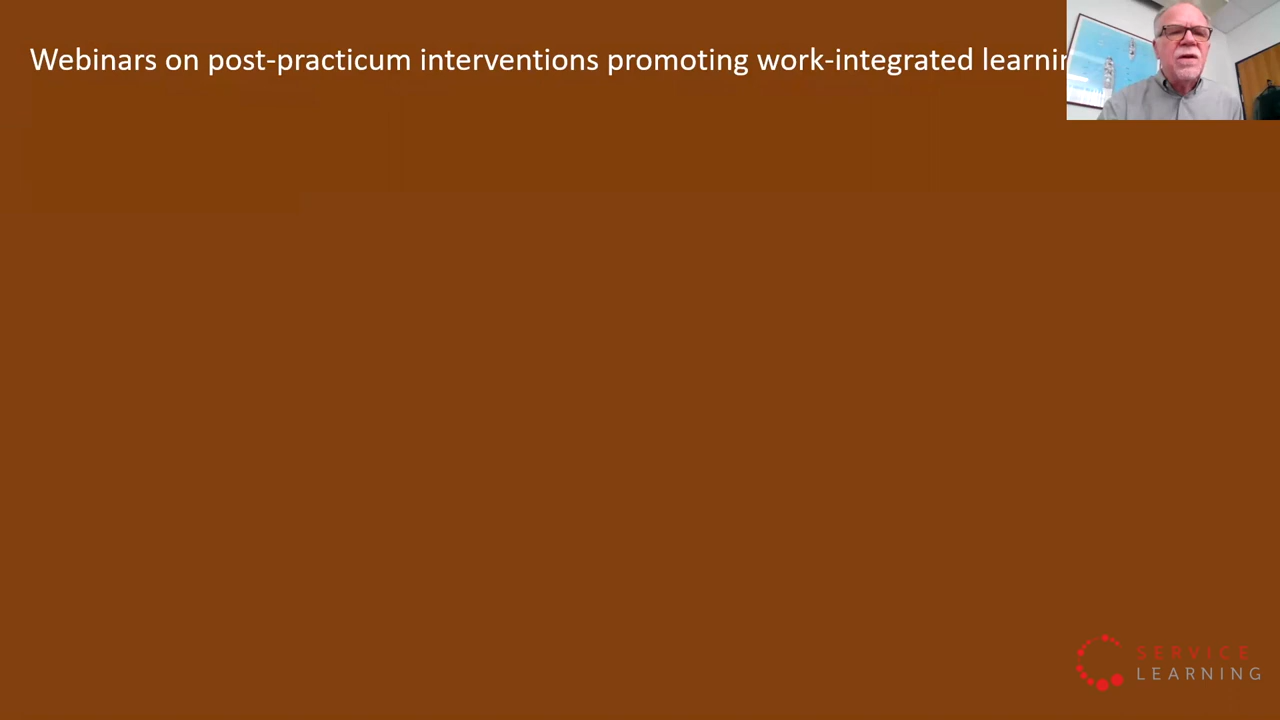 Webinars on post-practicum interventions promoting work-integrated learnin
SERVICE
LEARNING